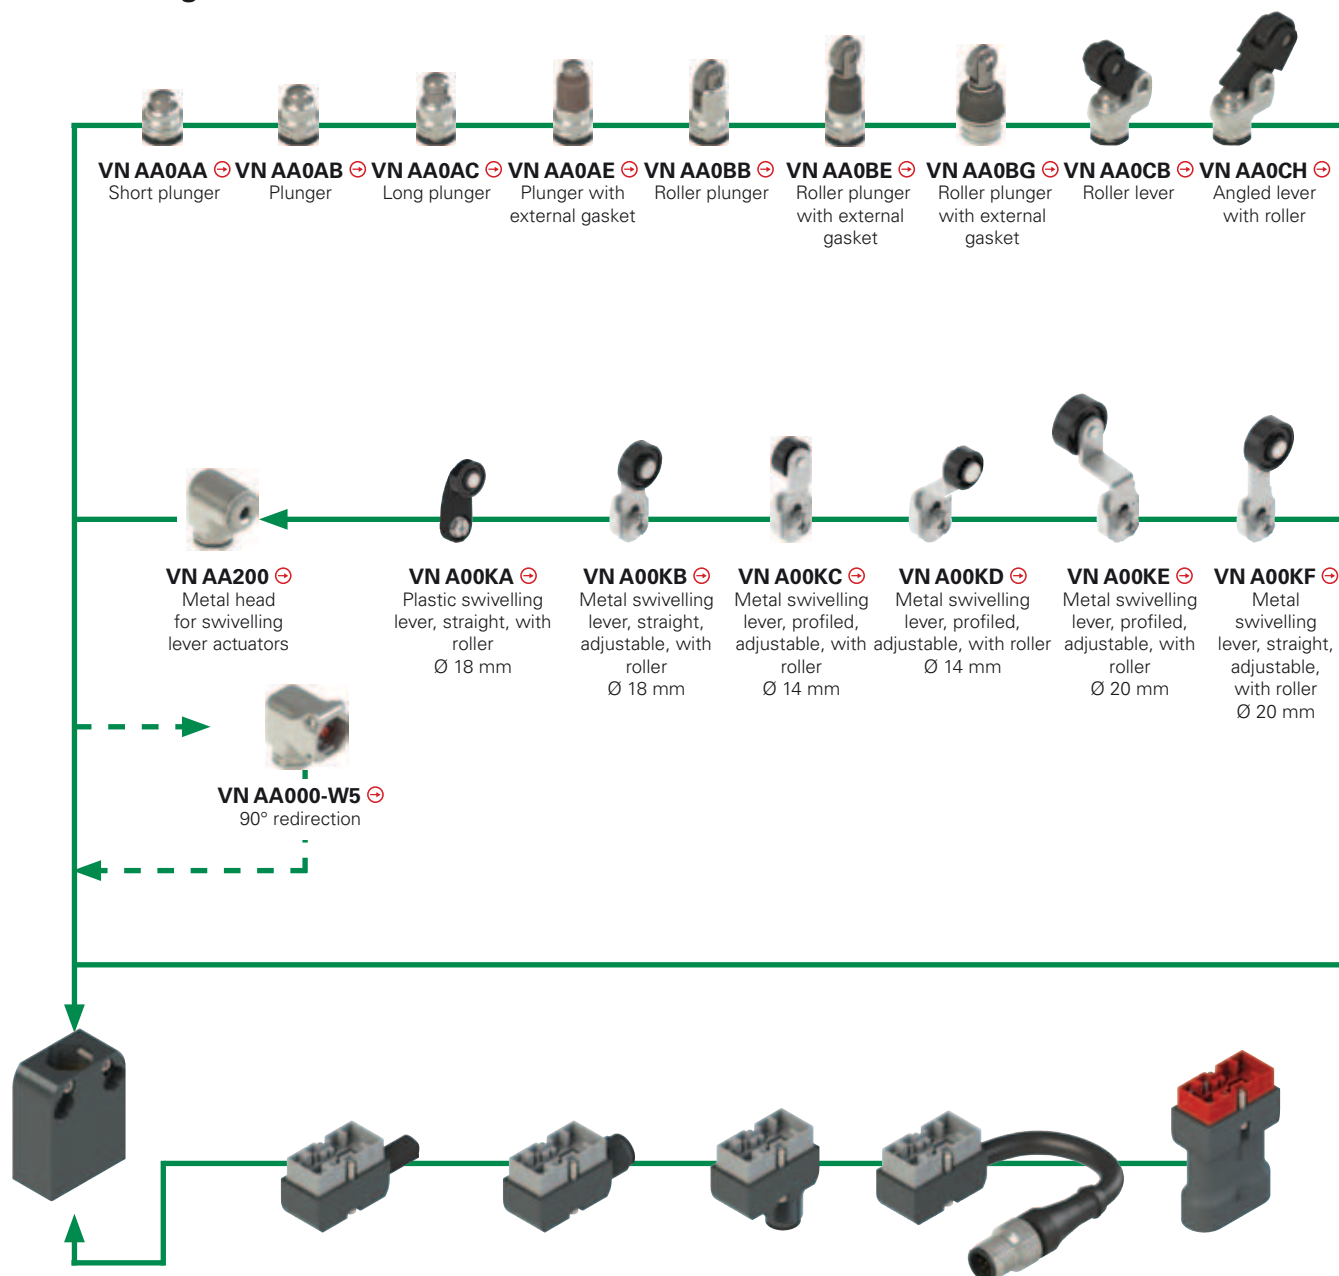 VN AA0AA
Short plunger
VN AA0AB
Plunger
VN AA0AC
Long plunger
VN AA0AE
Plunger with
external gasket
VN AA0BB
Roller plunger
VN AA0BE
Roller plunger
with external
gasket
VN AA0BG
Roller plunger
with external
gasket
VN AA0CB
Roller lever
VN AA0CH
Angled lever
with roller
VN AA200
Metal head
for swivelling
lever actuators
VN A00KA
Plastic swivelling
lever, straight, with
roller
Ø 18 mm
VN A00KB
Metal swivelling
lever, straight,
adjustable, with
roller
Ø 18 mm
VN A00KC
Metal swivelling
lever, profiled,
adjustable, with
roller
Ø 14 mm
VN A00KD
Metal swivelling
lever, profiled,
adjustable, with roller
Ø 14 mm
VN A00KE
Metal swivelling
lever, profiled,
adjustable, with
roller
Ø 20 mm
VN A00KF
Metal
swivelling
lever, straight,
adjustable,
with roller
Ø 20 mm
VN AA000-W5
90° redirection